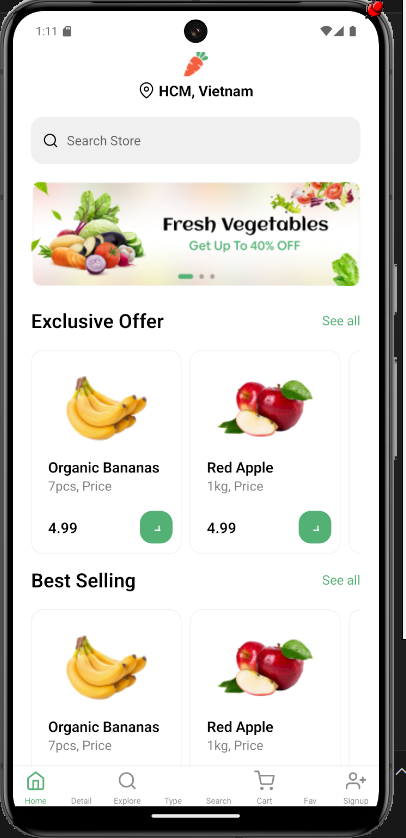 1:11
HCM, Vietnam
Search Store
Fresh Vegetables
Get Up To 40% OFF
Exclusive Offer See all
Organic Bananas Red Apple
7pcs, Price 1kg, Price
4.99 4.99
Best Selling See all
Organic Bananas Red Apple
7pcs, Price 1kg, Price
Home Detail Explore Type Search Cart Fav Signup